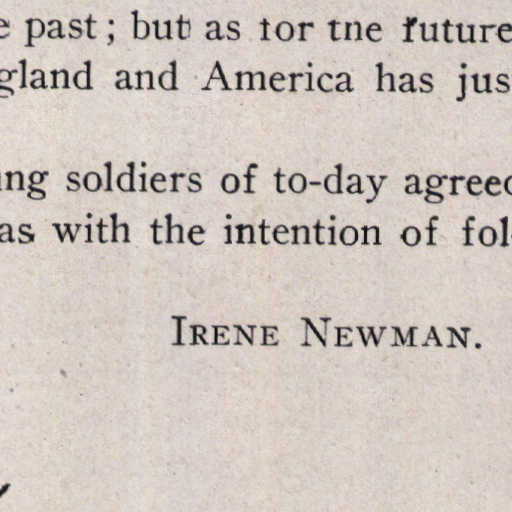 e past; but as for the future
gland and America has jus
ng soldiers of to-day agreed
as with the intention of fol-
IRENE NEWMAN.